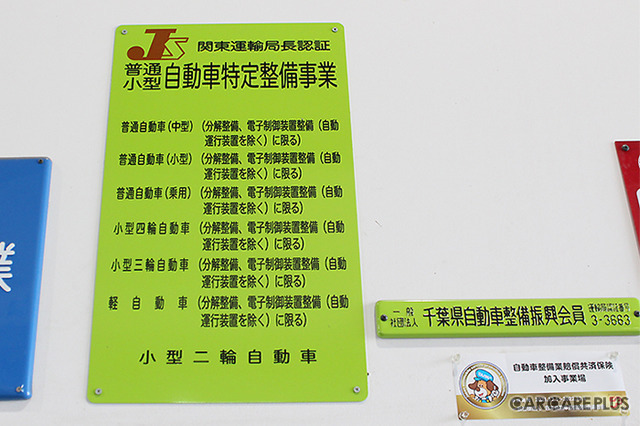 JS 関東運輸局長認証
普通
小型 自動車特定整備事業
普通自動車(中型) (分解整備、電子制御装置整備(自動
運行装置を除く)に限る)
普通自動車(小型) (分解整備、電子制御装置整備(自動
運行装置を除く)に限る)
普通自動車(乗用) (分解整備、電子制御装置整備(自動
運行装置を除く)に限る)
小型四輪自動車 (分解整備、電子制御装置整備(自動
運行装置を除く)に限る)
小型三輪自動車 (分解整備、電子制御装置整備(自動
運行装置を除く)に限る)
軽自動車 (分解整備、電子制御装置整備(自動
運行装置を除く)に限る)
小型二輪自動車
業
一般
社団法人 千葉県自動車整備振興会員
3-3663
自動車整備業賠償共済保険
加入事業場
CARCARE PLUS